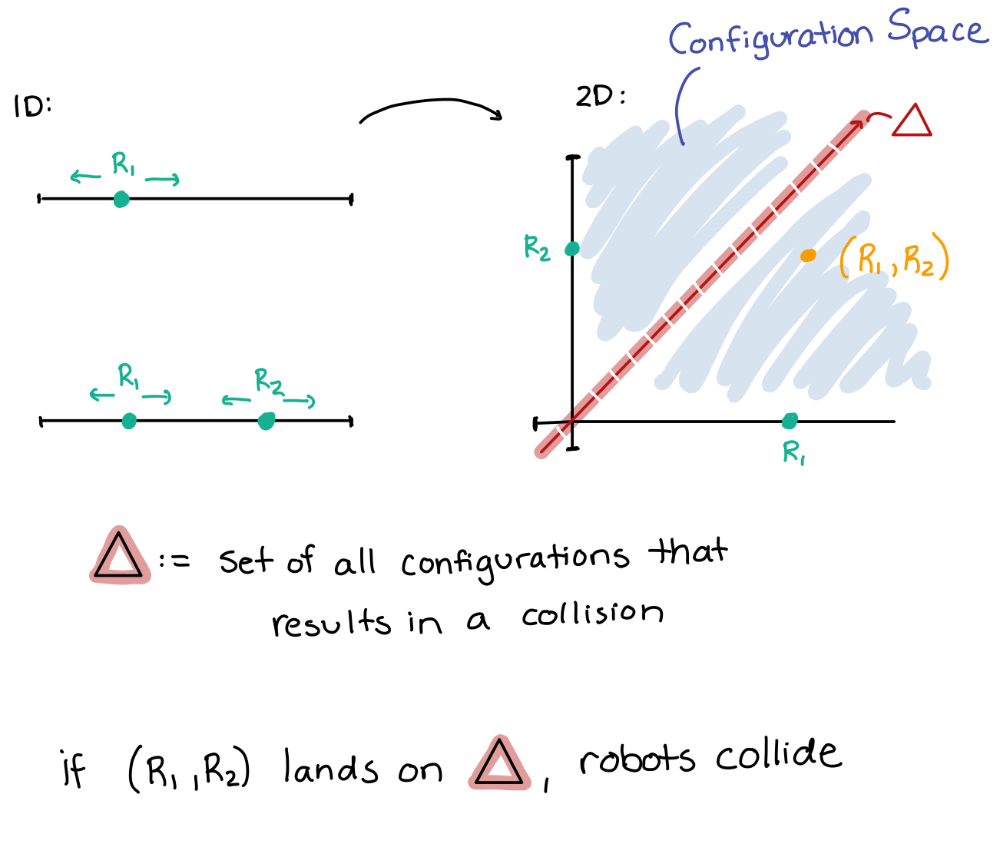 Configuration Space
1D:
2D:
R₁
R₂
(R₁, R₂)
R₁ R₂
R₁
△
△ := set of all configurations that
results in a collision
if (R₁, R₂) lands on △, robots collide